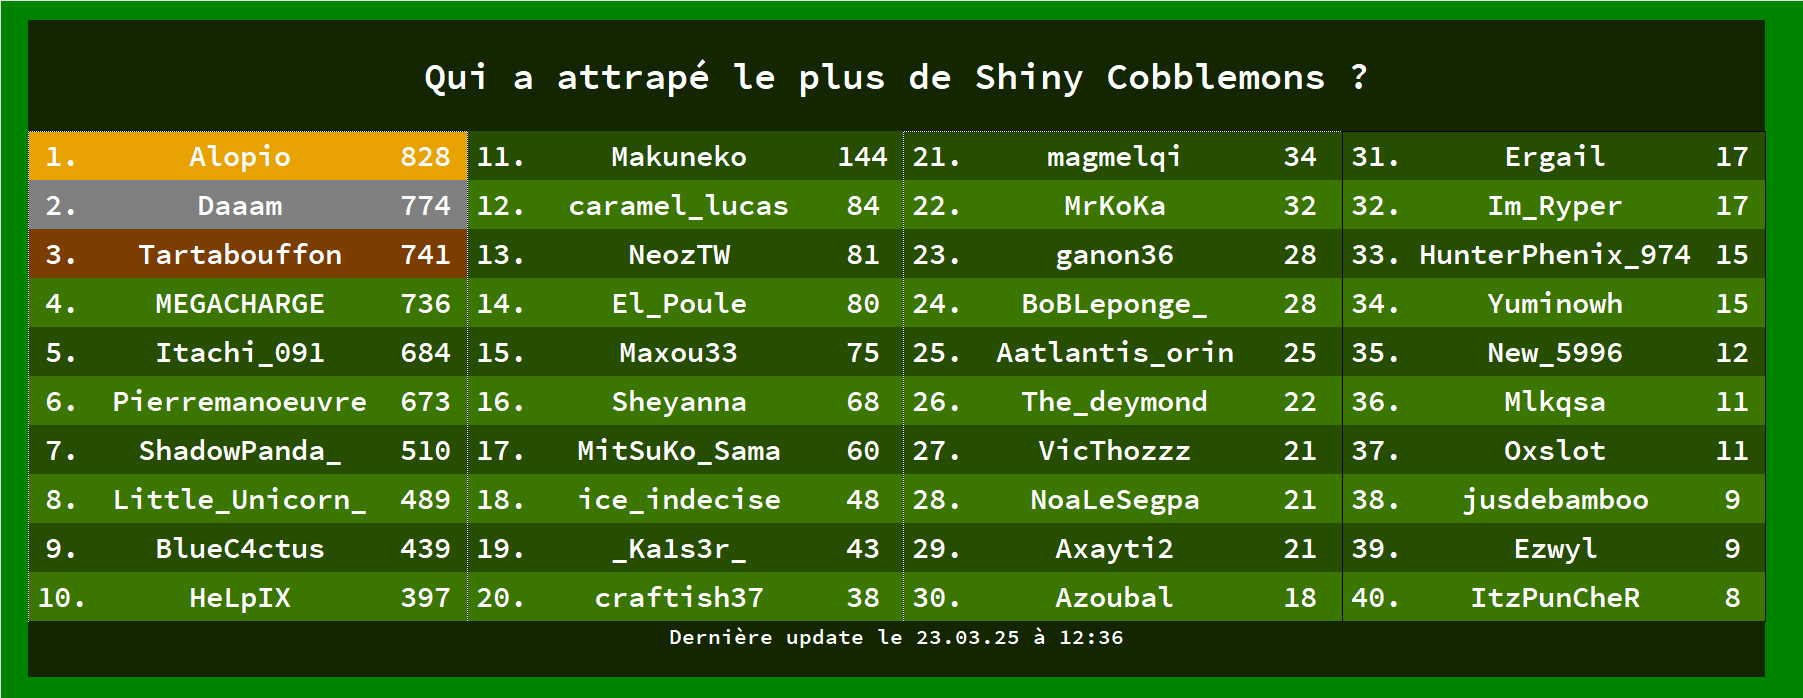 Qui a attrapé le plus de Shiny Cobblemons ?
1. Alopio 828 11. Makuneko 144 21. magmelqi 34 31. Ergail 17
2. Daaam 774 12. caramel_lucas 84 22. MrKoKa 32 32. Im_Ryper 17
3. Tartabouffon 741 13. NeozTW 81 23. ganon36 28 33. HunterPhenix_974 15
4. MEGACHARGE 736 14. El_Poule 80 24. BoBLeponge_ 28 34. Yuminowh 15
5. Itachi_091 684 15. Maxou33 75 25. Aatlantis_orin 25 35. New_5996 12
6. Pierremanoeuvre 673 16. Sheyanna 68 26. The_deymond 22 36. Mlkqsa 11
7. ShadowPanda_ 510 17. MitSuKo_Sama 60 27. VicThozzz 21 37. Oxslot 11
8. Little_Unicorn_ 489 18. ice_indecise 48 28. NoaLeSegpa 21 38. jusdebamboo 9
9. BlueC4ctus 439 19. _Ka1s3r_ 43 29. Axayti2 21 39. Ezwyl 9
10. HeLpIX 397 20. craftish37 38 30. Azoubal 18 40. ItzPunCheR 8
Dernière update le 23.03.25 à 12:36